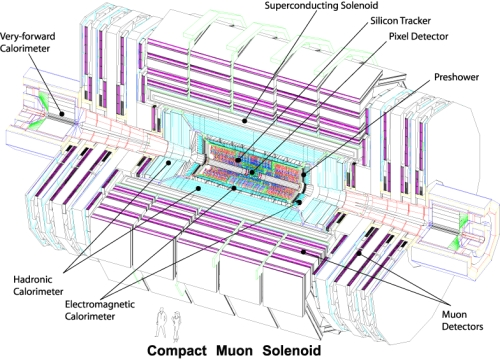 Superconducting Solenoid
Silicon Tracker
Pixel Detector
Very-forward
Calorimeter
Preshower
Hadronic
Calorimeter
Electromagnetic
Calorimeter
Muon
Detectors
Compact Muon Solenoid